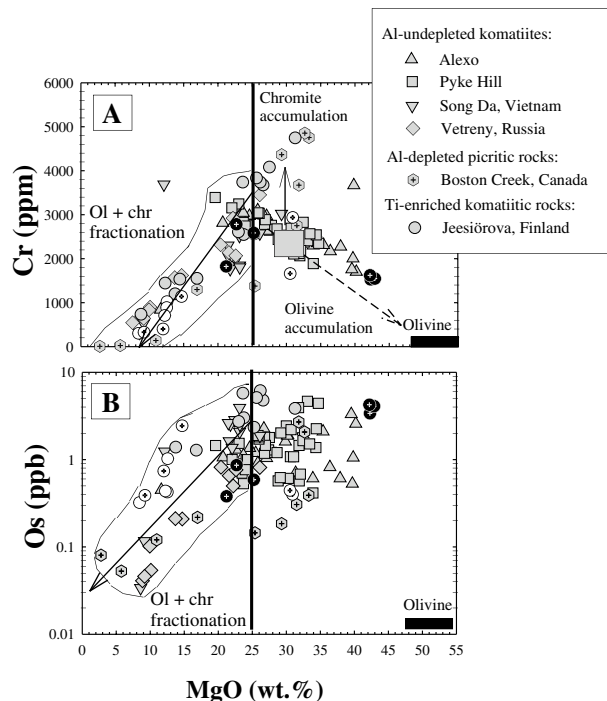 Al-undepleted komatiites:
Alexo
Pyke Hill
Song Da, Vietnam
Vetreny, Russia
Al-depleted picritic rocks:
Boston Creek, Canada
Ti-enriched komatiitic rocks:
Jeesiörova, Finland
A
Cr (ppm)
6000
5000
4000
3000
2000
1000
0
Chromite
accumulation
Ol + chr
fractionation
Olivine
accumulation
Olivine
B
Os (ppb)
10
1
0.1
0.01
Ol + chr
fractionation
Olivine
0 5 10 15 20 25 30 35 40 45 50 55
MgO (wt.%)